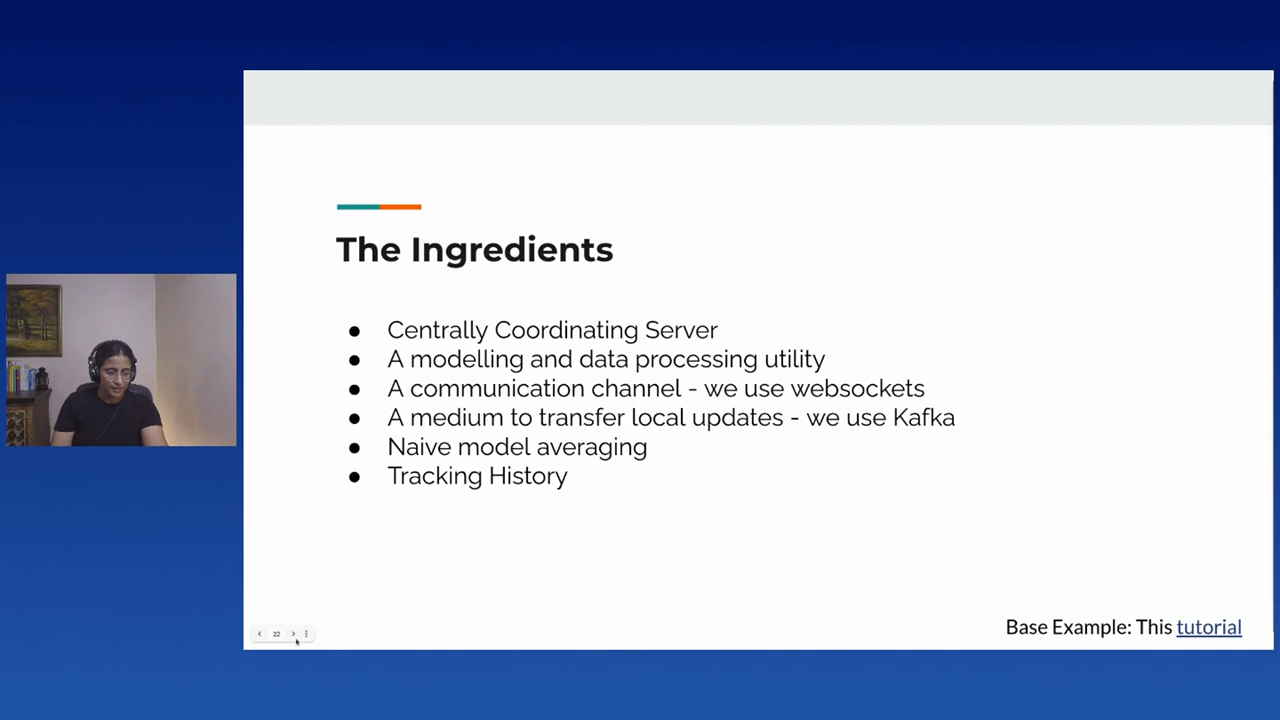 The Ingredients
● Centrally Coordinating Server
● A modelling and data processing utility
● A communication channel - we use websockets
● A medium to transfer local updates - we use Kafka
● Naive model averaging
● Tracking History
Base Example: This tutorial
22